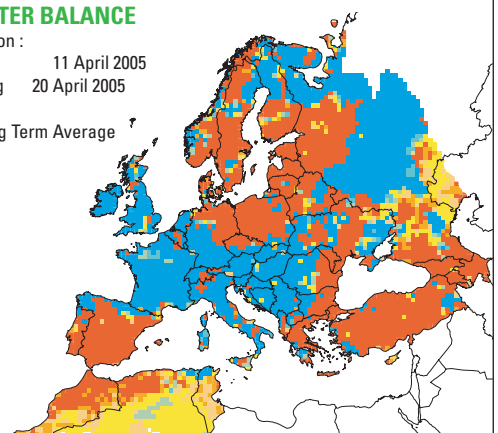 TER BALANCE
on :
11 April 2005
g 20 April 2005
g Term Average